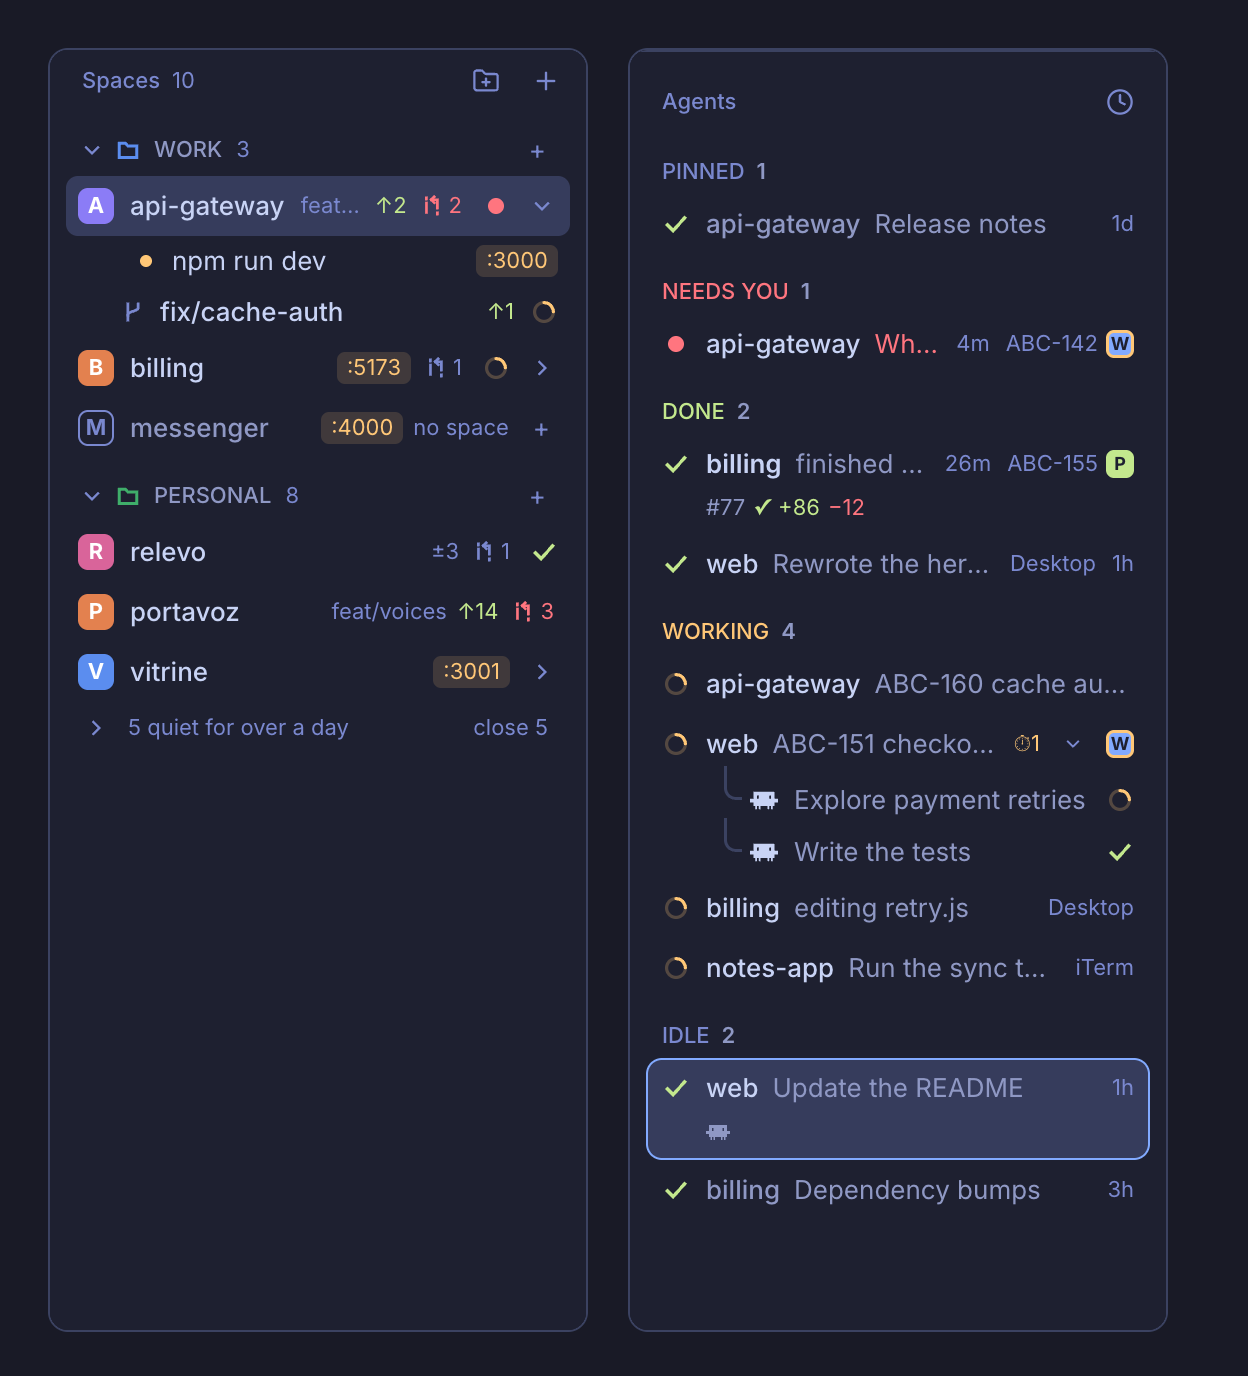 Spaces 10
WORK 3 +
A api-gateway feat... ↑2 2
npm run dev :3000
fix/cache-auth ↑1
B billing :5173 1
M messenger :4000 no space +
PERSONAL 8 +
R relevo ±3 1
P portavoz feat/voices ↑14 3
V vitrine :3001
5 quiet for over a day close 5
Agents
PINNED 1
api-gateway Release notes 1d
NEEDS YOU 1
api-gateway Wh... 4m ABC-142 W
DONE 2
billing finished ... 26m ABC-155 P
#77 ✓ +86 −12
web Rewrote the her... Desktop 1h
WORKING 4
api-gateway ABC-160 cache au...
web ABC-151 checko... ⏱1 W
Explore payment retries
Write the tests
billing editing retry.js Desktop
notes-app Run the sync t... iTerm
IDLE 2
web Update the README 1h
billing Dependency bumps 3h